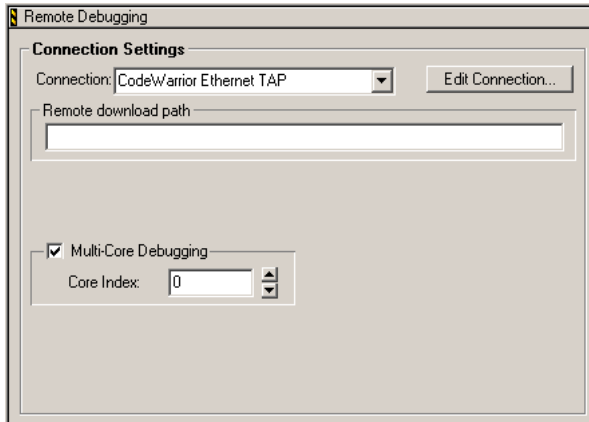 Remote Debugging
Connection Settings
Connection: CodeWarrior Ethernet TAP Edit Connection...
Remote download path
Multi-Core Debugging
Core Index: 0